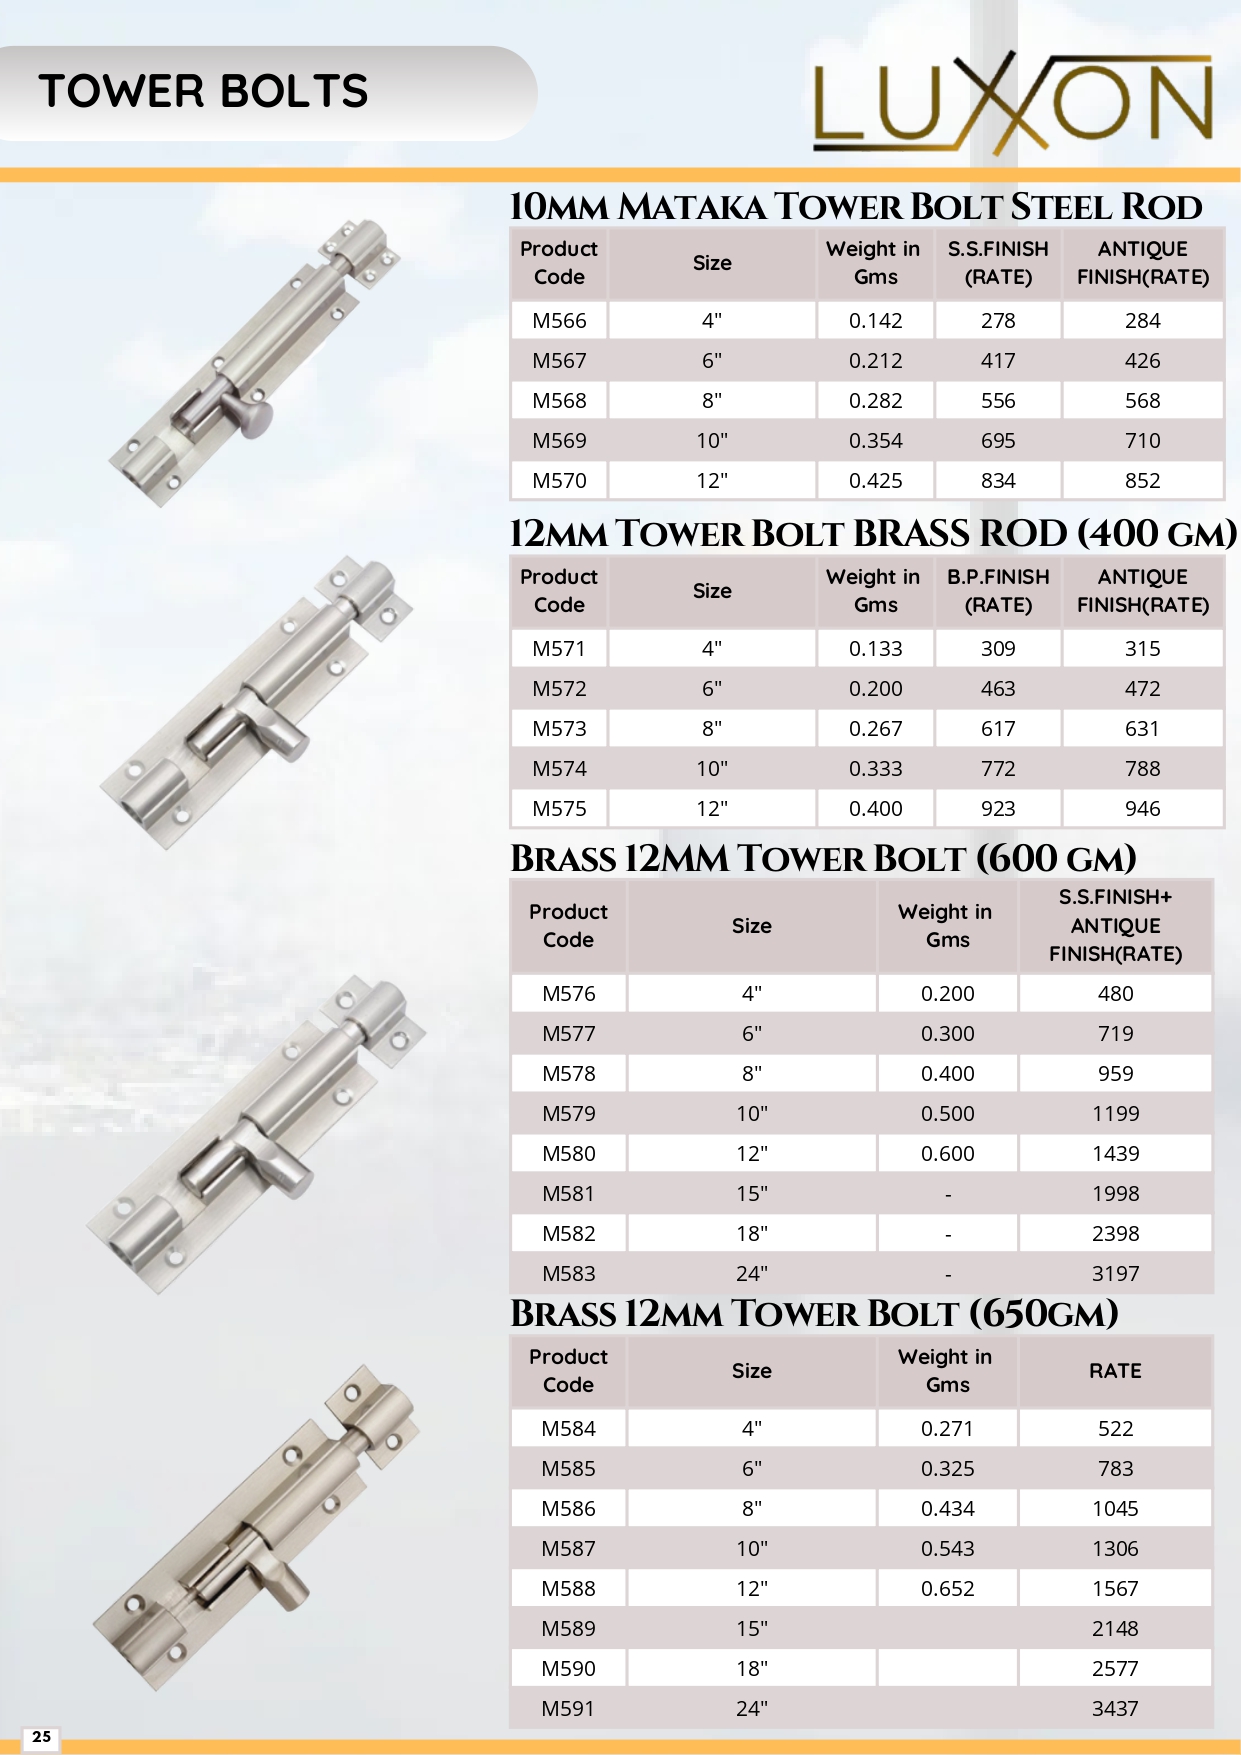 TOWER BOLTS
LUXXON
10MM MATAKA TOWER BOLT STEEL ROD
Product Code Size Weight in Gms S.S.FINISH (RATE) ANTIQUE FINISH(RATE)
M566 4" 0.142 278 284
M567 6" 0.212 417 426
M568 8" 0.282 556 568
M569 10" 0.354 695 710
M570 12" 0.425 834 852
12MM TOWER BOLT BRASS ROD (400 GM)
Product Code Size Weight in Gms B.P.FINISH (RATE) ANTIQUE FINISH(RATE)
M571 4" 0.133 309 315
M572 6" 0.200 463 472
M573 8" 0.267 617 631
M574 10" 0.333 772 788
M575 12" 0.400 923 946
BRASS 12MM TOWER BOLT (600 GM)
Product Code Size Weight in Gms S.S.FINISH+ ANTIQUE FINISH(RATE)
M576 4" 0.200 480
M577 6" 0.300 719
M578 8" 0.400 959
M579 10" 0.500 1199
M580 12" 0.600 1439
M581 15" - 1998
M582 18" - 2398
M583 24" - 3197
BRASS 12MM TOWER BOLT (650GM)
Product Code Size Weight in Gms RATE
M584 4" 0.271 522
M585 6" 0.325 783
M586 8" 0.434 1045
M587 10" 0.543 1306
M588 12" 0.652 1567
M589 15" 2148
M590 18" 2577
M591 24" 3437
25